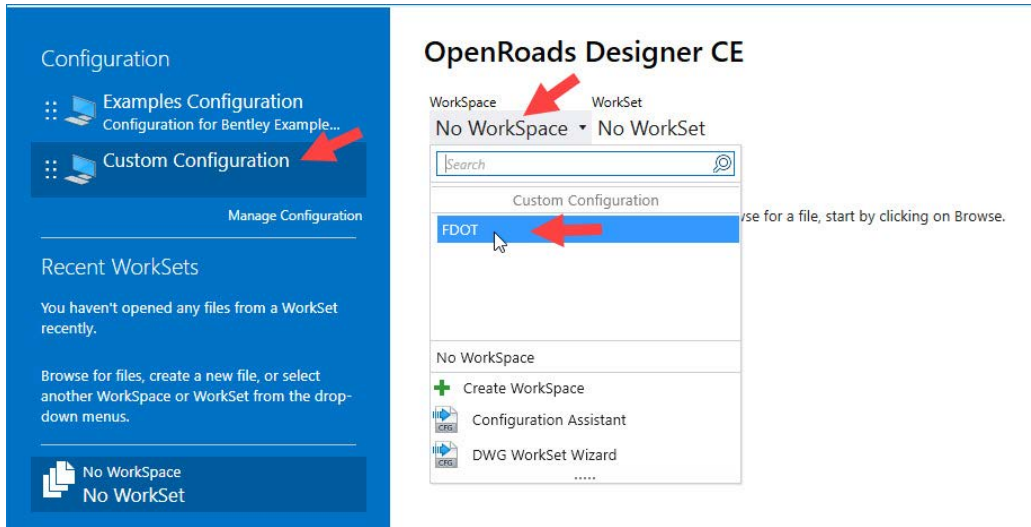 Configuration
Examples Configuration
Configuration for Bentley Example...
Custom Configuration
Manage Configuration
Recent WorkSets
You haven't opened any files from a WorkSet
recently.
Browse for files, create a new file, or select
another WorkSpace or WorkSet from the drop-
down menus.
No WorkSpace
No WorkSet
OpenRoads Designer CE
WorkSpace WorkSet
No WorkSpace No WorkSet
Search
Custom Configuration
FDOT
for a file, start by clicking on Browse.
No WorkSpace
Create WorkSpace
CFG Configuration Assistant
CFG DWG WorkSet Wizard
.....